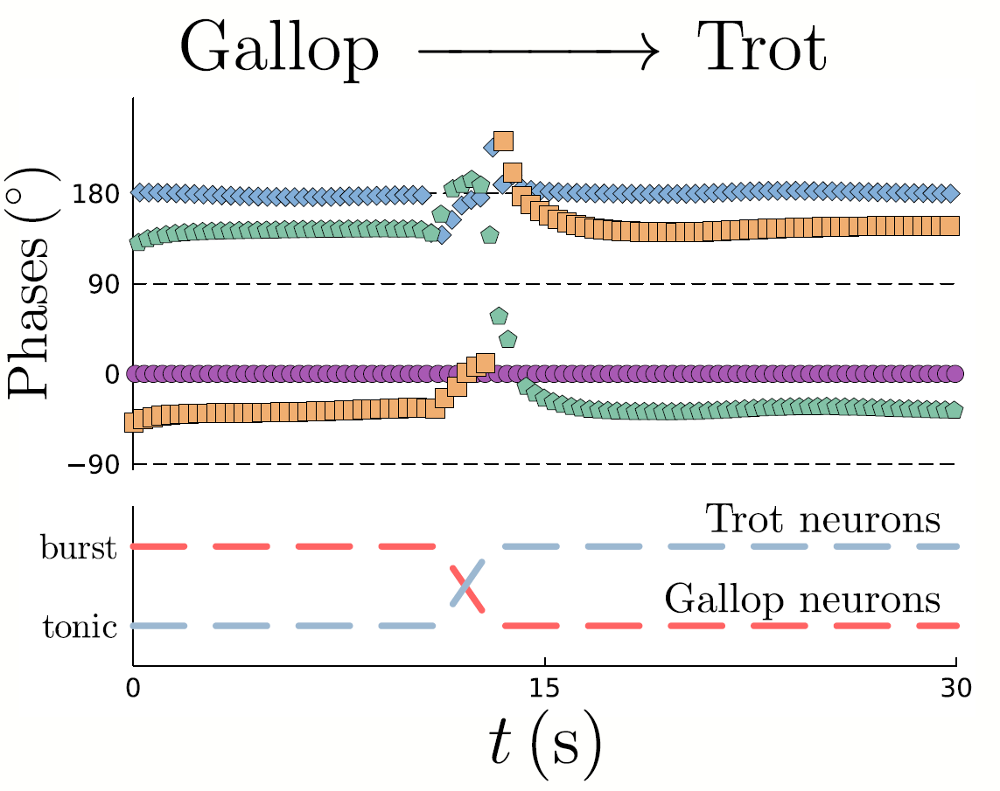 Gallop ⟶ Trot
Phases (°)
180
90
0
−90
Trot neurons
burst
Gallop neurons
tonic
0 15 30
t (s)